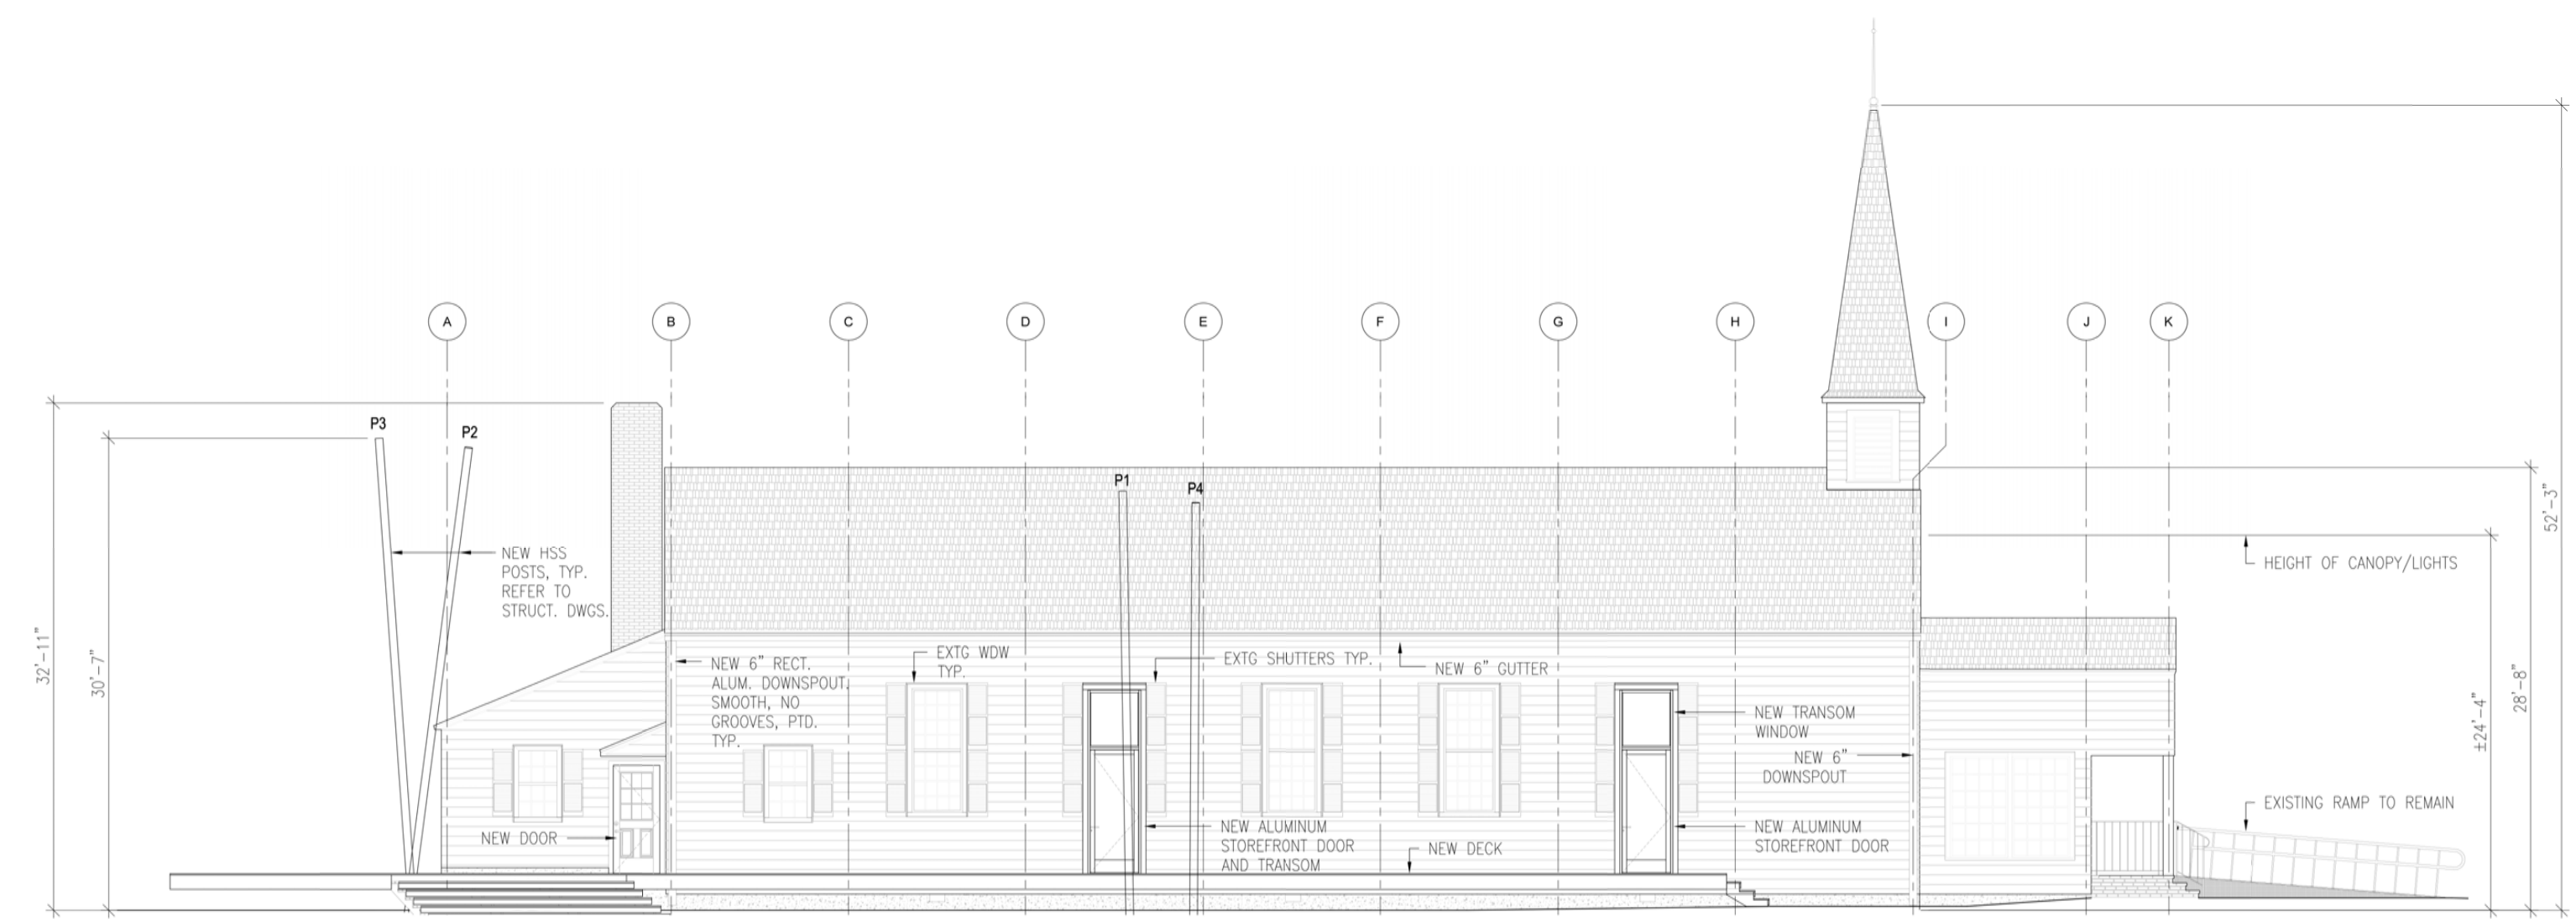 A
B
C
D
E
F
G
H
I
J
K
P3
P2
P1
P4
32'-11"
30'-7"
52'-3"
28'-8"
±24'-4"
NEW HSS
POSTS, TYP.
REFER TO
STRUCT. DWGS.
HEIGHT OF CANOPY/LIGHTS
NEW 6" RECT.
ALUM. DOWNSPOUT.
SMOOTH, NO
GROOVES, PTD.
TYP.
EXTG WDW
TYP.
EXTG SHUTTERS TYP.
NEW 6" GUTTER
NEW TRANSOM
WINDOW
NEW 6"
DOWNSPOUT
EXISTING RAMP TO REMAIN
NEW DOOR
NEW ALUMINUM
STOREFRONT DOOR
AND TRANSOM
NEW DECK
NEW ALUMINUM
STOREFRONT DOOR